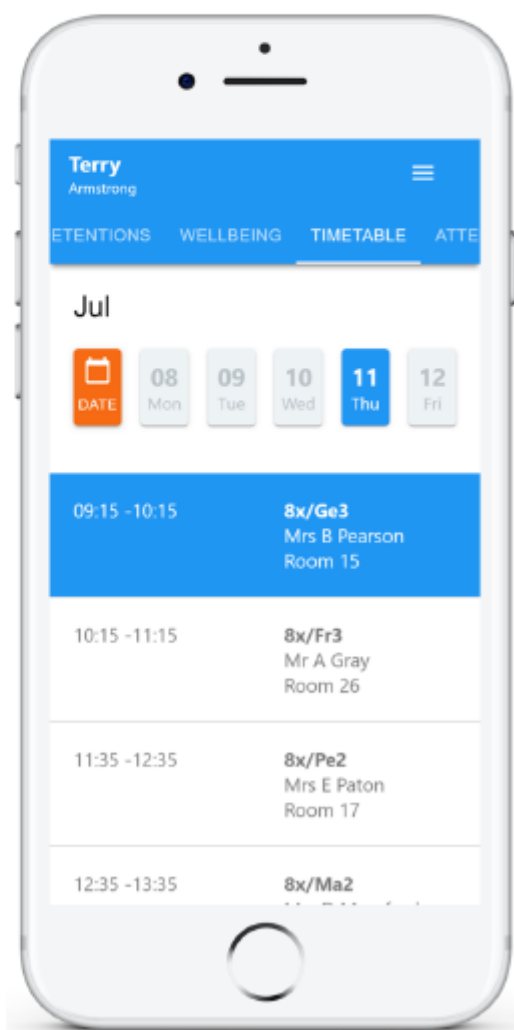 Terry
Armstrong
ETENTIONS WELLBEING TIMETABLE ATTE
Jul
DATE 08 Mon 09 Tue 10 Wed 11 Thu 12 Fri
09:15 -10:15 8x/Ge3
Mrs B Pearson
Room 15
10:15 -11:15 8x/Fr3
Mr A Gray
Room 26
11:35 -12:35 8x/Pe2
Mrs E Paton
Room 17
12:35 -13:35 8x/Ma2